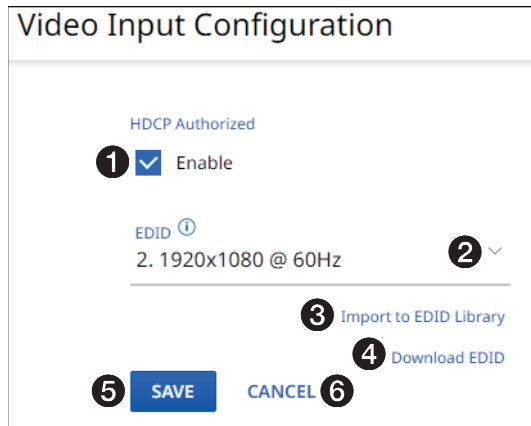 Video Input Configuration
HDCP Authorized
1 Enable
EDID i
2. 1920x1080 @ 60Hz 2
3 Import to EDID Library
4 Download EDID
5 SAVE CANCEL 6